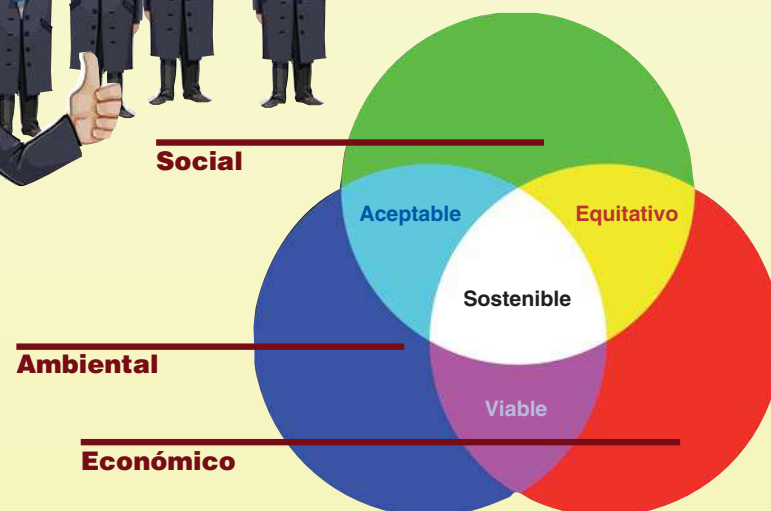 Social
Aceptable
Equitativo
Sostenible
Ambiental
Viable
Económico